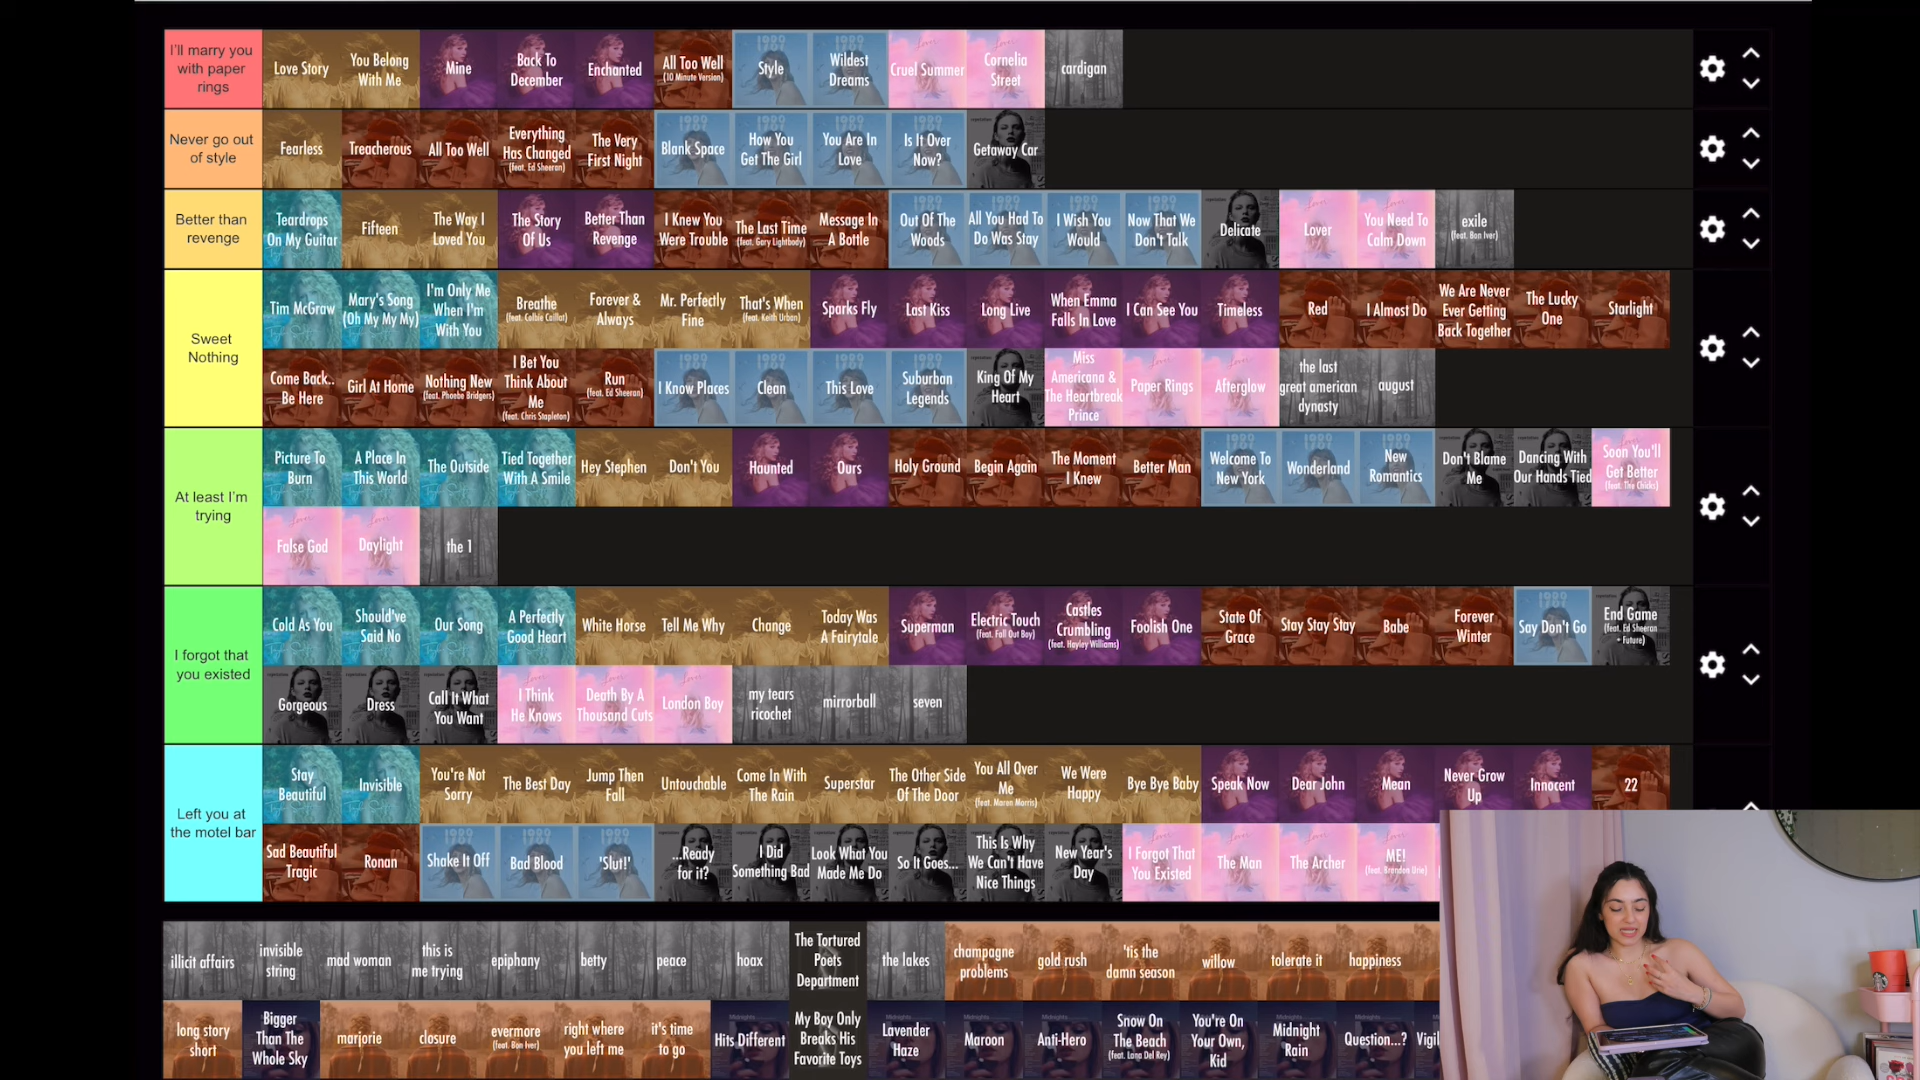 I'll marry you
with paper
rings
Love Story
You Belong
With Me
Mine
Back To
December
Enchanted
All Too Well
(10 Minute Version)
Style
Wildest
Dreams
Cruel Summer
Cornelia
Street
cardigan
Never go out
of style
Fearless
Treacherous
All Too Well
Everything
Has Changed
(feat. Ed Sheeran)
The Very
First Night
Blank Space
How You
Get The Girl
You Are In
Love
Is It Over
Now?
Getaway Car
Better than
revenge
Teardrops
On My Guitar
Fifteen
The Way I
Loved You
The Story
Of Us
Better Than
Revenge
I Knew You
Were Trouble
The Last Time
(feat. Gary Lightbody)
Message In
A Bottle
Out Of The
Woods
All You Had To
Do Was Stay
I Wish You
Would
Now That We
Don't Talk
Delicate
Lover
You Need To
Calm Down
exile
(feat. Bon Iver)
Sweet
Nothing
Tim McGraw
Mary's Song
(Oh My My My)
I'm Only Me
When I'm
With You
Breathe
(feat. Colbie Caillat)
Forever &
Always
Mr. Perfectly
Fine
That's When
(feat. Keith Urban)
Sparks Fly
Last Kiss
Long Live
When Emma
Falls In Love
I Can See You
Timeless
Red
I Almost Do
We Are Never
Ever Getting
Back Together
The Lucky
One
Starlight
Come Back..
Be Here
Girl At Home
Nothing New
(feat. Phoebe Bridgers)
I Bet You
Think About
Me
(feat. Chris Stapleton)
Run
(feat. Ed Sheeran)
I Know Places
Clean
This Love
Suburban
Legends
King Of My
Heart
Miss
Americana &
The Heartbreak
Prince
Paper Rings
Afterglow
the last
great american
dynasty
august
At least I'm
trying
Picture To
Burn
A Place In
This World
The Outside
Tied Together
With A Smile
Hey Stephen
Don't You
Haunted
Ours
Holy Ground
Begin Again
The Moment
I Knew
Better Man
Welcome To
New York
Wonderland
New
Romantics
Don't Blame
Me
Dancing With
Our Hands Tied
Soon You'll
Get Better
(feat. The Chicks)
False God
Daylight
the 1
I forgot that
you existed
Cold As You
Should've
Said No
Our Song
A Perfectly
Good Heart
White Horse
Tell Me Why
Change
Today Was
A Fairytale
Superman
Electric Touch
(feat. Fall Out Boy)
Castles
Crumbling
(feat. Hayley Williams)
Foolish One
State Of
Grace
Stay Stay Stay
Babe
Forever
Winter
Say Don't Go
End Game
(feat. Ed Sheeran
+ Future)
Gorgeous
Dress
Call It What
You Want
I Think
He Knows
Death By A
Thousand Cuts
London Boy
my tears
ricochet
mirrorball
seven
Left you at
the motel bar
Stay
Beautiful
Invisible
You're Not
Sorry
The Best Day
Jump Then
Fall
Untouchable
Come In With
The Rain
Superstar
The Other Side
Of The Door
You All Over
Me
(feat. Maren Morris)
We Were
Happy
Bye Bye Baby
Speak Now
Dear John
Mean
Never Grow
Up
Innocent
22
Sad Beautiful
Tragic
Ronan
Shake It Off
Bad Blood
'Slut!'
...Ready
for it?
I Did
Something Bad
Look What You
Made Me Do
So It Goes...
This Is Why
We Can't Have
Nice Things
New Year's
Day
I Forgot That
You Existed
The Man
The Archer
ME!
(feat. Brendon Urie)
illicit affairs
invisible
string
mad woman
this is
me trying
epiphany
betty
peace
hoax
The Tortured
Poets
Department
the lakes
champagne
problems
gold rush
'tis the
damn season
willow
tolerate it
happiness
long story
short
Bigger
Than The
Whole Sky
marjorie
closure
evermore
(feat. Bon Iver)
right where
you left me
it's time
to go
Hits Different
My Boy Only
Breaks His
Favorite Toys
Lavender
Haze
Maroon
Anti-Hero
Snow On
The Beach
(feat. Lana Del Rey)
You're On
Your Own,
Kid
Midnight
Rain
Question...?
Vigil